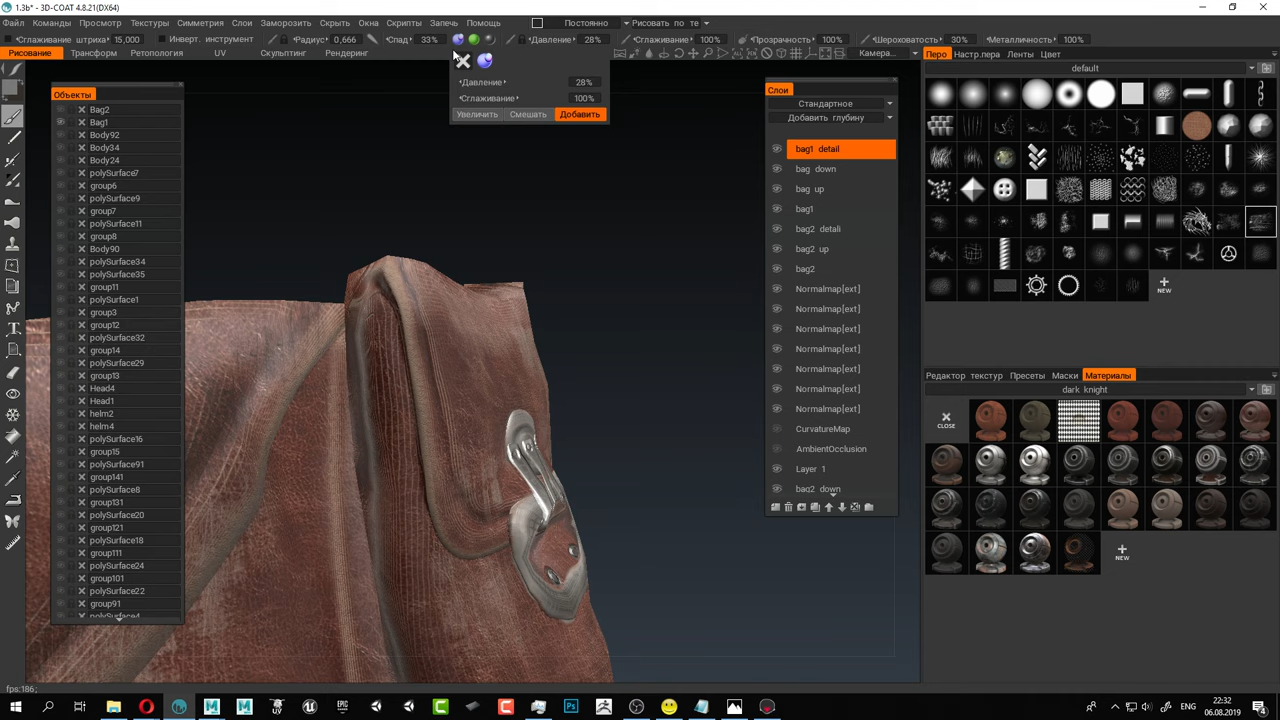 1.3b* - 3D-COAT 4.8.21(DX64)
Файл Команды Просмотр Текстуры Симметрия Слои Заморозить Скрыть Окна Скрипты Запечь Помощь Постоянно Рисовать по те
Сглаживание кисти 15,000 Инверт. инструмент Радиус 0,666 Спад 33% Давление 28% Сглаживание 100% Прозрачность 100% Шероховатость 30% Металличность 100%
Рисование Трансформ Ретопология UV Скульптинг Рендеринг Камера...
Давление 28%
Сглаживание 100%
Увеличить Смешать Добавить
Объекты
Bag2
Bag1
Body92
Body34
Body24
polySurface7
group6
polySurface9
group7
polySurface11
group8
Body90
polySurface34
polySurface35
group11
polySurface1
group3
group12
polySurface32
group14
polySurface29
group13
Head4
Head1
helm2
helm4
polySurface16
group15
polySurface91
group141
polySurface8
group131
polySurface20
group121
polySurface18
group111
polySurface24
group101
polySurface22
group91
polySurface4
Слои
Стандартное
Добавить глубину
bag1 detail
bag down
bag up
bag1
bag2 detali
bag2 up
bag2
Normalmap[ext]
Normalmap[ext]
Normalmap[ext]
Normalmap[ext]
Normalmap[ext]
Normalmap[ext]
Normalmap[ext]
CurvatureMap
AmbientOcclusion
Layer 1
bag2 down
Перо Настр.пера Ленты Цвет
default
NEW
Редактор текстур Пресеты Маски Материалы
dark knight
CLOSE
NEW
fps:186;
UV
EPIC
GAMES
Ps
22:32
06.08.2019